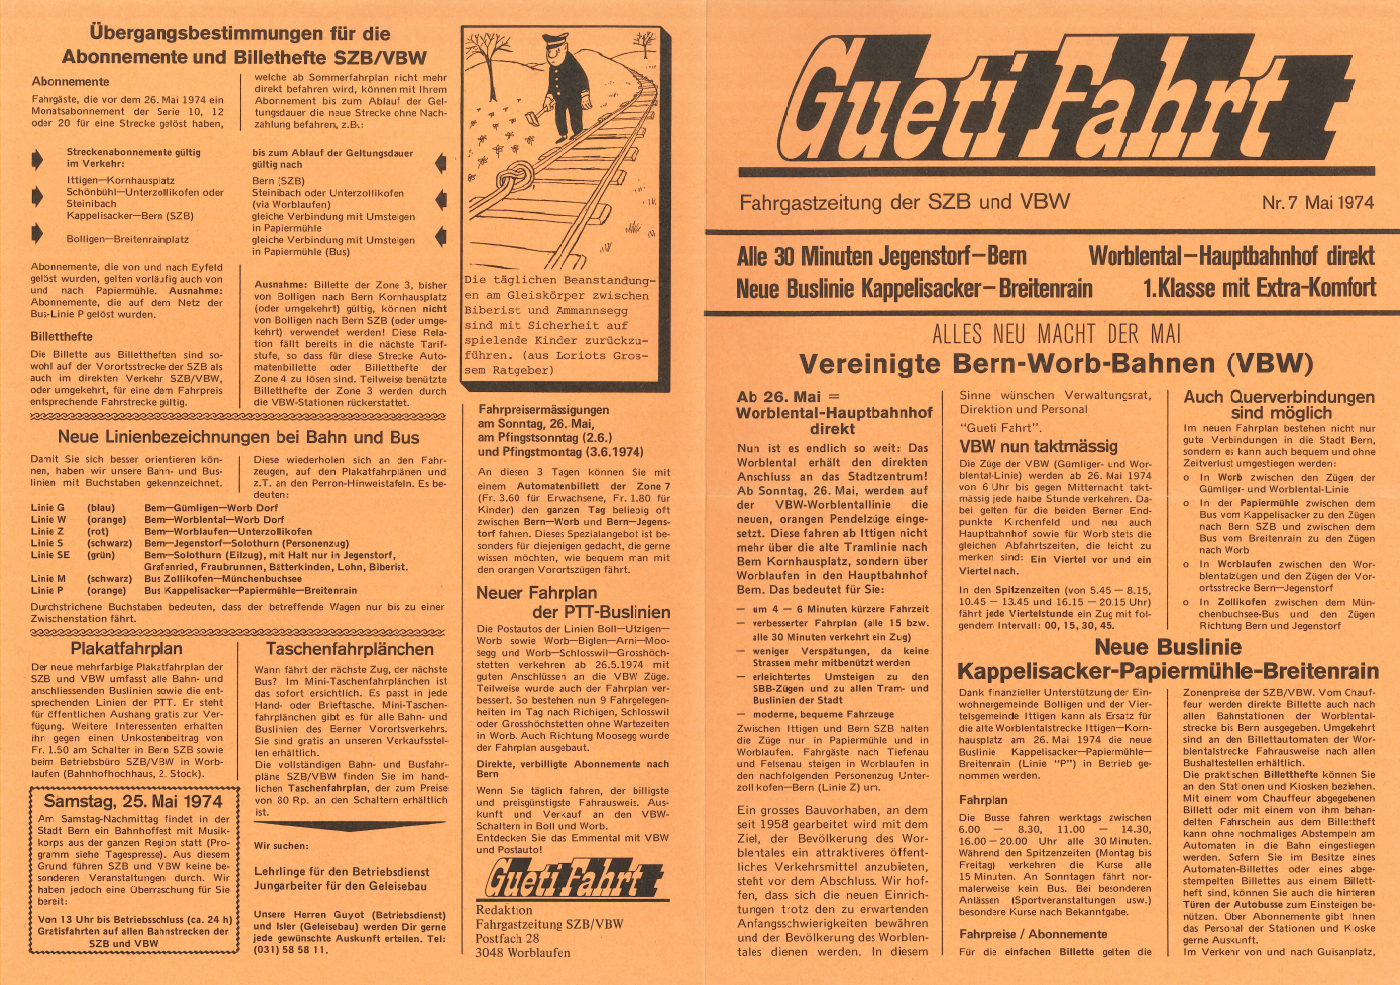 Übergangsbestimmungen für die
Abonnemente und Billethefte SZB/VBW
Abonnemente
Fahrgäste, die vor dem 26. Mai 1974 ein
Monatsabonnement der Serie 10, 12
oder 20 für eine Strecke gelöst haben,
welche ab Sommerfahrplan nicht mehr
direkt befahren wird, können mit Ihrem
Abonnement bis zum Ablauf der Gel-
tungsdauer die neue Strecke ohne Nach-
zahlung befahren, z.B.:
Streckenabonnemente gültig
im Verkehr:
Ittigen—Kornhausplatz
Schönbühl—Unterzollikofen oder
Steinibach
Kappelisacker—Bern (SZB)
Bolligen—Breitenrainplatz
bis zum Ablauf der Geltungsdauer
gültig nach
Bern (SZB)
Steinibach oder Unterzollikofen
(via Worblaufen)
gleiche Verbindung mit Umsteigen
in Papiermühle
gleiche Verbindung mit Umsteigen
in Papiermühle (Bus)
Abonnemente, die von und nach Eyfeld
gelöst wurden, gelten vorläufig auch von
und nach Papiermühle. Ausnahme:
Abonnemente, die auf dem Netz der
Bus-Linie P gelöst wurden.
Billetthefte
Die Billette aus Billettheften sind so-
wohl auf der Vorortsstrecke der SZB als
auch im direkten Verkehr SZB/VBW,
oder umgekehrt, für eine dem Fahrpreis
entsprechende Fahrstrecke gültig.
Ausnahme: Billette der Zone 3, bisher
von Bolligen nach Bern Kornhausplatz
(oder umgekehrt) gültig, können nicht
von Bolligen nach Bern SZB (oder umge-
kehrt) verwendet werden! Diese Rela-
tion fällt bereits in die nächste Tarif-
stufe, so dass für diese Strecke Auto-
matenbillette oder Billetthefte der
Zone 4 zu lösen sind. Teilweise benützte
Billetthefte der Zone 3 werden durch
die VBW-Stationen rückerstattet.
Neue Linienbezeichnungen bei Bahn und Bus
Damit Sie sich besser orientieren kön-
nen, haben wir unsere Bahn- und Bus-
linien mit Buchstaben gekennzeichnet.
Diese wiederholen sich an den Fahr-
zeugen, auf den Plakatfahrplänen und
z.T. an den Perron-Hinweistafeln. Es be-
deuten:
Linie G (blau) Bern—Gümligen—Worb Dorf
Linie W (orange) Bern—Worblental—Worb Dorf
Linie Z (rot) Bern—Worblaufen—Unterzollikofen
Linie S (schwarz) Bern—Jegenstorf—Solothurn (Personenzug)
Linie SE (grün) Bern—Solothurn (Eilzug), mit Halt nur in Jegenstorf,
Grafenried, Fraubrunnen, Bätterkinden, Lohn, Biberist.
Linie M (schwarz) Bus Zollikofen—Münchenbuchsee
Linie P (orange) Bus Kappelisacker—Papiermühle—Breitenrain
Durchstrichene Buchstaben bedeuten, dass der betreffende Wagen nur bis zu einer
Zwischenstation fährt.
Plakatfahrplan
Der neue mehrfarbige Plakatfahrplan der
SZB und VBW umfasst alle Bahn- und
anschliessenden Buslinien sowie die ent-
sprechenden Linien der PTT. Er steht
für öffentlichen Aushang gratis zur Ver-
fügung. Weitere Interessenten erhalten
ihn gegen einen Unkostenbeitrag von
Fr. 1.50 am Schalter in Bern SZB sowie
beim Betriebsbüro SZB/VBW in Worb-
laufen (Bahnhofhochhaus, 2. Stock).
Samstag, 25. Mai 1974
Am Samstag-Nachmittag findet in der
Stadt Bern ein Bahnhoffest mit Musik-
korps aus der ganzen Region statt (Pro-
gramm siehe Tagespresse). Aus diesem
Grund führen SZB und VBW keine be-
sonderen Veranstaltungen durch. Wir
haben jedoch eine Überraschung für Sie
bereit:
Von 13 Uhr bis Betriebsschluss (ca. 24 h)
Gratisfahrten auf allen Bahnstrecken der
SZB und VBW
Taschenfahrplänchen
Wann fährt der nächste Zug, der nächste
Bus? Im Mini-Taschenfahrplänchen ist
das sofort ersichtlich. Es passt in jede
Hand- oder Brieftasche. Mini-Taschen-
fahrplänchen gibt es für alle Bahn- und
Buslinien des Berner Vorortsverkehrs.
Sie sind gratis an unseren Verkaufsstel-
len erhältlich.
Die vollständigen Bahn- und Busfahr-
pläne SZB/VBW finden Sie im hand-
lichen Taschenfahrplan, der zum Preise
von 80 Rp. an den Schaltern erhältlich
ist.
Wir suchen:
Lehrlinge für den Betriebsdienst
Jungarbeiter für den Geleisebau
Unsere Herren Guyot (Betriebsdienst)
und Isler (Geleisebau) werden Dir gerne
jede gewünschte Auskunft erteilen. Tel:
(031) 58 58 11.
Die täglichen Beanstandung-
en am Gleiskörper zwischen
Biberist und Ammannsegg
sind mit Sicherheit auf
spielende Kinder zurückzu-
führen. (aus Loriots Gros-
sem Ratgeber)
Fahrpreisermässigungen
am Sonntag, 26. Mai,
am Pfingstsonntag (2.6.)
und Pfingstmontag (3.6.1974)
An diesen 3 Tagen können Sie mit
einem Automatenbillett der Zone 7
(Fr. 3.60 für Erwachsene, Fr. 1.80 für
Kinder) den ganzen Tag beliebig oft
zwischen Bern—Worb und Bern—Jegens-
torf fahren. Dieses Spezialangebot ist be-
sonders für diejenigen gedacht, die gerne
wissen möchten, wie bequem man mit
den orangen Vorortszügen fährt.
Neuer Fahrplan
der PTT-Buslinien
Die Postautos der Linien Boll—Utzigen—
Worb sowie Worb—Biglen—Arni—Moo-
segg und Worb—Schlosswil—Grosshöch-
stetten verkehren ab 26.5.1974 mit
guten Anschlüssen an die VBW Züge.
Teilweise wurde auch der Fahrplan ver-
bessert. So bestehen nun 9 Fahrgelegen-
heiten im Tag nach Richigen, Schlosswil
oder Grosshöchstetten ohne Wartezeiten
in Worb. Auch Richtung Moosegg wurde
der Fahrplan ausgebaut.
Direkte, verbilligte Abonnemente nach
Bern
Wenn Sie täglich fahren, der billigste
und preisgünstigste Fahrausweis. Aus-
kunft und Verkauf an den VBW-
Schaltern in Boll und Worb.
Entdecken Sie das Emmental mit VBW
und Postauto!
Gueti Fahrt
Redaktion
Fahrgastzeitung SZB/VBW
Postfach 28
3048 Worblaufen
Gueti Fahrt
Fahrgastzeitung der SZB und VBW Nr. 7 Mai 1974
Alle 30 Minuten Jegenstorf–Bern Worblental–Hauptbahnhof direkt
Neue Buslinie Kappelisacker–Breitenrain 1.Klasse mit Extra-Komfort
ALLES NEU MACHT DER MAI
Vereinigte Bern-Worb-Bahnen (VBW)
Ab 26. Mai =
Worblental-Hauptbahnhof
direkt
Nun ist es endlich so weit: Das
Worblental erhält den direkten
Anschluss an das Stadtzentrum!
Ab Sonntag, 26. Mai, werden auf
der VBW-Worblentallinie die
neuen, orangen Pendelzüge einge-
setzt. Diese fahren ab Ittigen nicht
mehr über die alte Tramlinie nach
Bern Kornhausplatz, sondern über
Worblaufen in den Hauptbahnhof
Bern. Das bedeutet für Sie:
— um 4 — 6 Minuten kürzere Fahrzeit
— verbesserter Fahrplan (alle 15 bzw.
alle 30 Minuten verkehrt ein Zug)
— weniger Verspätungen, da keine
Strassen mehr mitbenützt werden
— erleichtertes Umsteigen zu den
SBB-Zügen und zu allen Tram- und
Buslinien der Stadt
— moderne, bequeme Fahrzeuge
Zwischen Ittigen und Bern SZB halten
die Züge nur in Papiermühle und in
Worblaufen. Fahrgäste nach Tiefenau
und Felsenau steigen in Worblaufen in
den nachfolgenden Personenzug Unter-
zollikofen—Bern (Linie Z) um.
Ein grosses Bauvorhaben, an dem
seit 1958 gearbeitet wird mit dem
Ziel, der Bevölkerung des Wor-
blentales ein attraktiveres öffent-
liches Verkehrsmittel anzubieten,
steht vor dem Abschluss. Wir hof-
fen, dass sich die neuen Einrich-
tungen trotz den zu erwartenden
Anfangsschwierigkeiten bewähren
und der Bevölkerung des Worblen-
tales dienen werden. In diesem
Sinne wünschen Verwaltungsrat,
Direktion und Personal
“Gueti Fahrt”.
VBW nun taktmässig
Die Züge der VBW (Gümliger- und Wor-
blental-Linie) werden ab 26. Mai 1974
von 6 Uhr bis gegen Mitternacht takt-
mässig jede halbe Stunde verkehren. Da-
bei gelten für die beiden Berner End-
punkte Kirchenfeld und neu auch
Hauptbahnhof sowie für Worb stets die
gleichen Abfahrtszeiten, die leicht zu
merken sind: Ein Viertel vor und ein
Viertel nach.
In den Spitzenzeiten (von 5.45 — 8.15,
10.45 — 13.45 und 16.15 — 20.15 Uhr)
fährt jede Viertelstunde ein Zug mit fol-
gendem Intervall: 00, 15, 30, 45.
Auch Querverbindungen
sind möglich
Im neuen Fahrplan bestehen nicht nur
gute Verbindungen in die Stadt Bern,
sondern es kann auch bequem und ohne
Zeitverlust umgestiegen werden:
o In Worb zwischen den Zügen der
Gümliger- und Worblental-Linie
o In der Papiermühle zwischen dem
Bus vom Kappelisacker zu den Zügen
nach Bern SZB und zwischen dem
Bus vom Breitenrain zu den Zügen
nach Worb
o In Worblaufen zwischen den Wor-
blentalzügen und den Zügen der Vor-
ortsstrecke Bern—Jegenstorf
o In Zollikofen zwischen dem Mün-
chenbuchsee-Bus und den Zügen
Richtung Bern und Jegenstorf
Neue Buslinie
Kappelisacker-Papiermühle-Breitenrain
Dank finanzieller Unterstützung der Ein-
wohnergemeinde Bolligen und der Vier-
telsgemeinde Ittigen kann als Ersatz für
die alte Worblentalstrecke Ittigen—Korn-
hausplatz am 26. Mai 1974 die neue
Buslinie Kappelisacker—Papiermühle—
Breitenrain (Linie “P”) in Betrieb ge-
nommen werden.
Fahrplan
Die Busse fahren werktags zwischen
6.00 — 8.30, 11.00 — 14.30,
16.00 — 20.00 Uhr alle 30 Minuten.
Während den Spitzenzeiten (Montag bis
Freitag) verkehren die Kurse alle
15 Minuten. An Sonntagen fährt nor-
malerweise kein Bus. Bei besonderen
Anlässen (Sportveranstaltungen usw.)
besondere Kurse nach Bekanntgabe.
Fahrpreise / Abonnemente
Für die einfachen Billette gelten die
Zonenpreise der SZB/VBW. Vom Chauf-
feur werden direkte Billette auch nach
allen Bahnstationen der Worblental-
strecke bis Bern ausgegeben. Umgekehrt
sind an den Billettautomaten der Wor-
blentalstrecke Fahrausweise nach allen
Bushaltestellen erhältlich.
Die praktischen Billetthefte können Sie
an den Stationen und Kiosken beziehen.
Mit einem vom Chauffeur abgegebenen
Billett oder mit einem von ihm behan-
delten Fahrschein aus dem Billettheft
kann ohne nochmaliges Abstempeln am
Automaten in die Bahn eingestiegen
werden. Sofern Sie im Besitze eines
Automaten-Billettes oder eines abge-
stempelten Billettes aus einem Billett-
heft sind, können Sie auch die hinteren
Türen der Autobusse zum Einsteigen be-
nützen. Über Abonnemente gibt Ihnen
das Personal der Stationen und Kioske
gerne Auskunft.
Im Verkehr von und nach Guisanplatz,